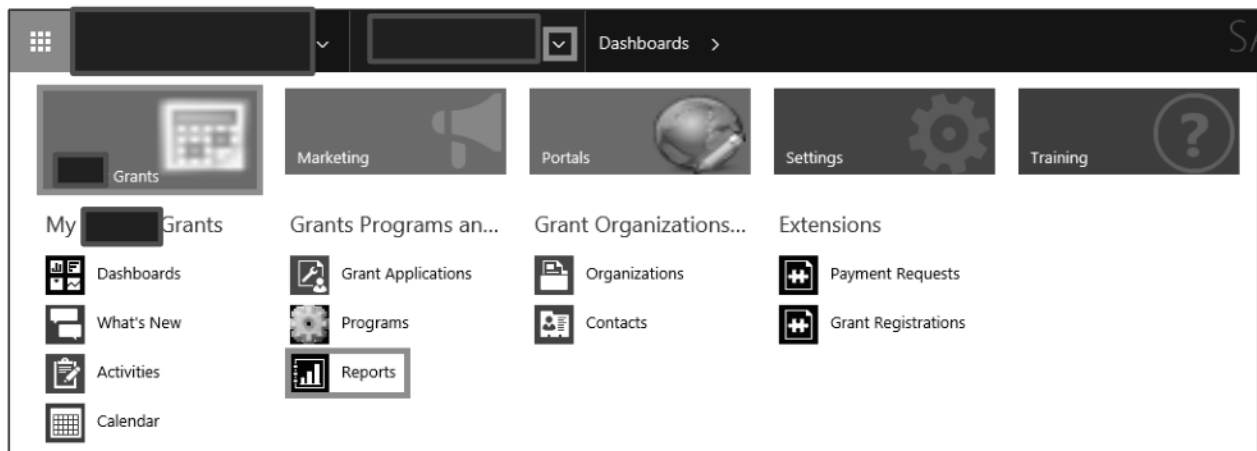 Dashboards
SA
Grants
Marketing
Portals
Settings
Training
My Grants
Grants Programs an...
Grant Organizations...
Extensions
Dashboards
Grant Applications
Organizations
Payment Requests
What's New
Programs
Contacts
Grant Registrations
Activities
Reports
Calendar